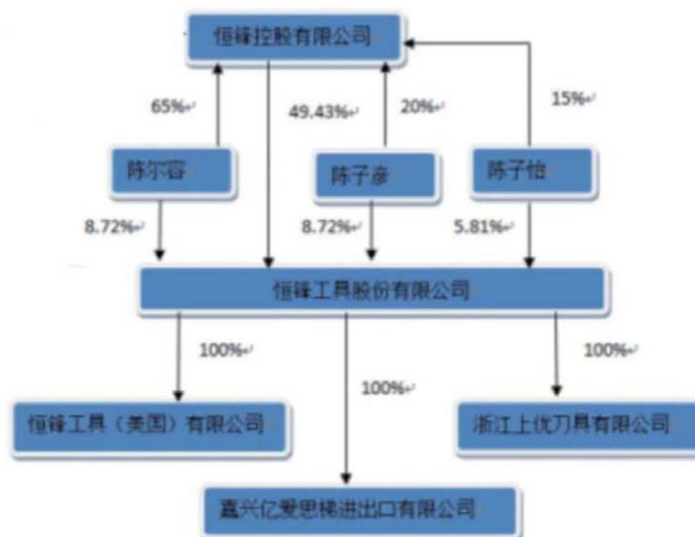 恒锋控股有限公司
65%↵
49.43%↵
20%↵
15%↵
陈尔容
陈子彦
陈子怡
8.72%↵
8.72%↵
5.81%↵
恒锋工具股份有限公司
100%↵
100%↵
100%↵
恒锋工具（美国）有限公司
浙江上优刀具有限公司
嘉兴亿爱思梯进出口有限公司